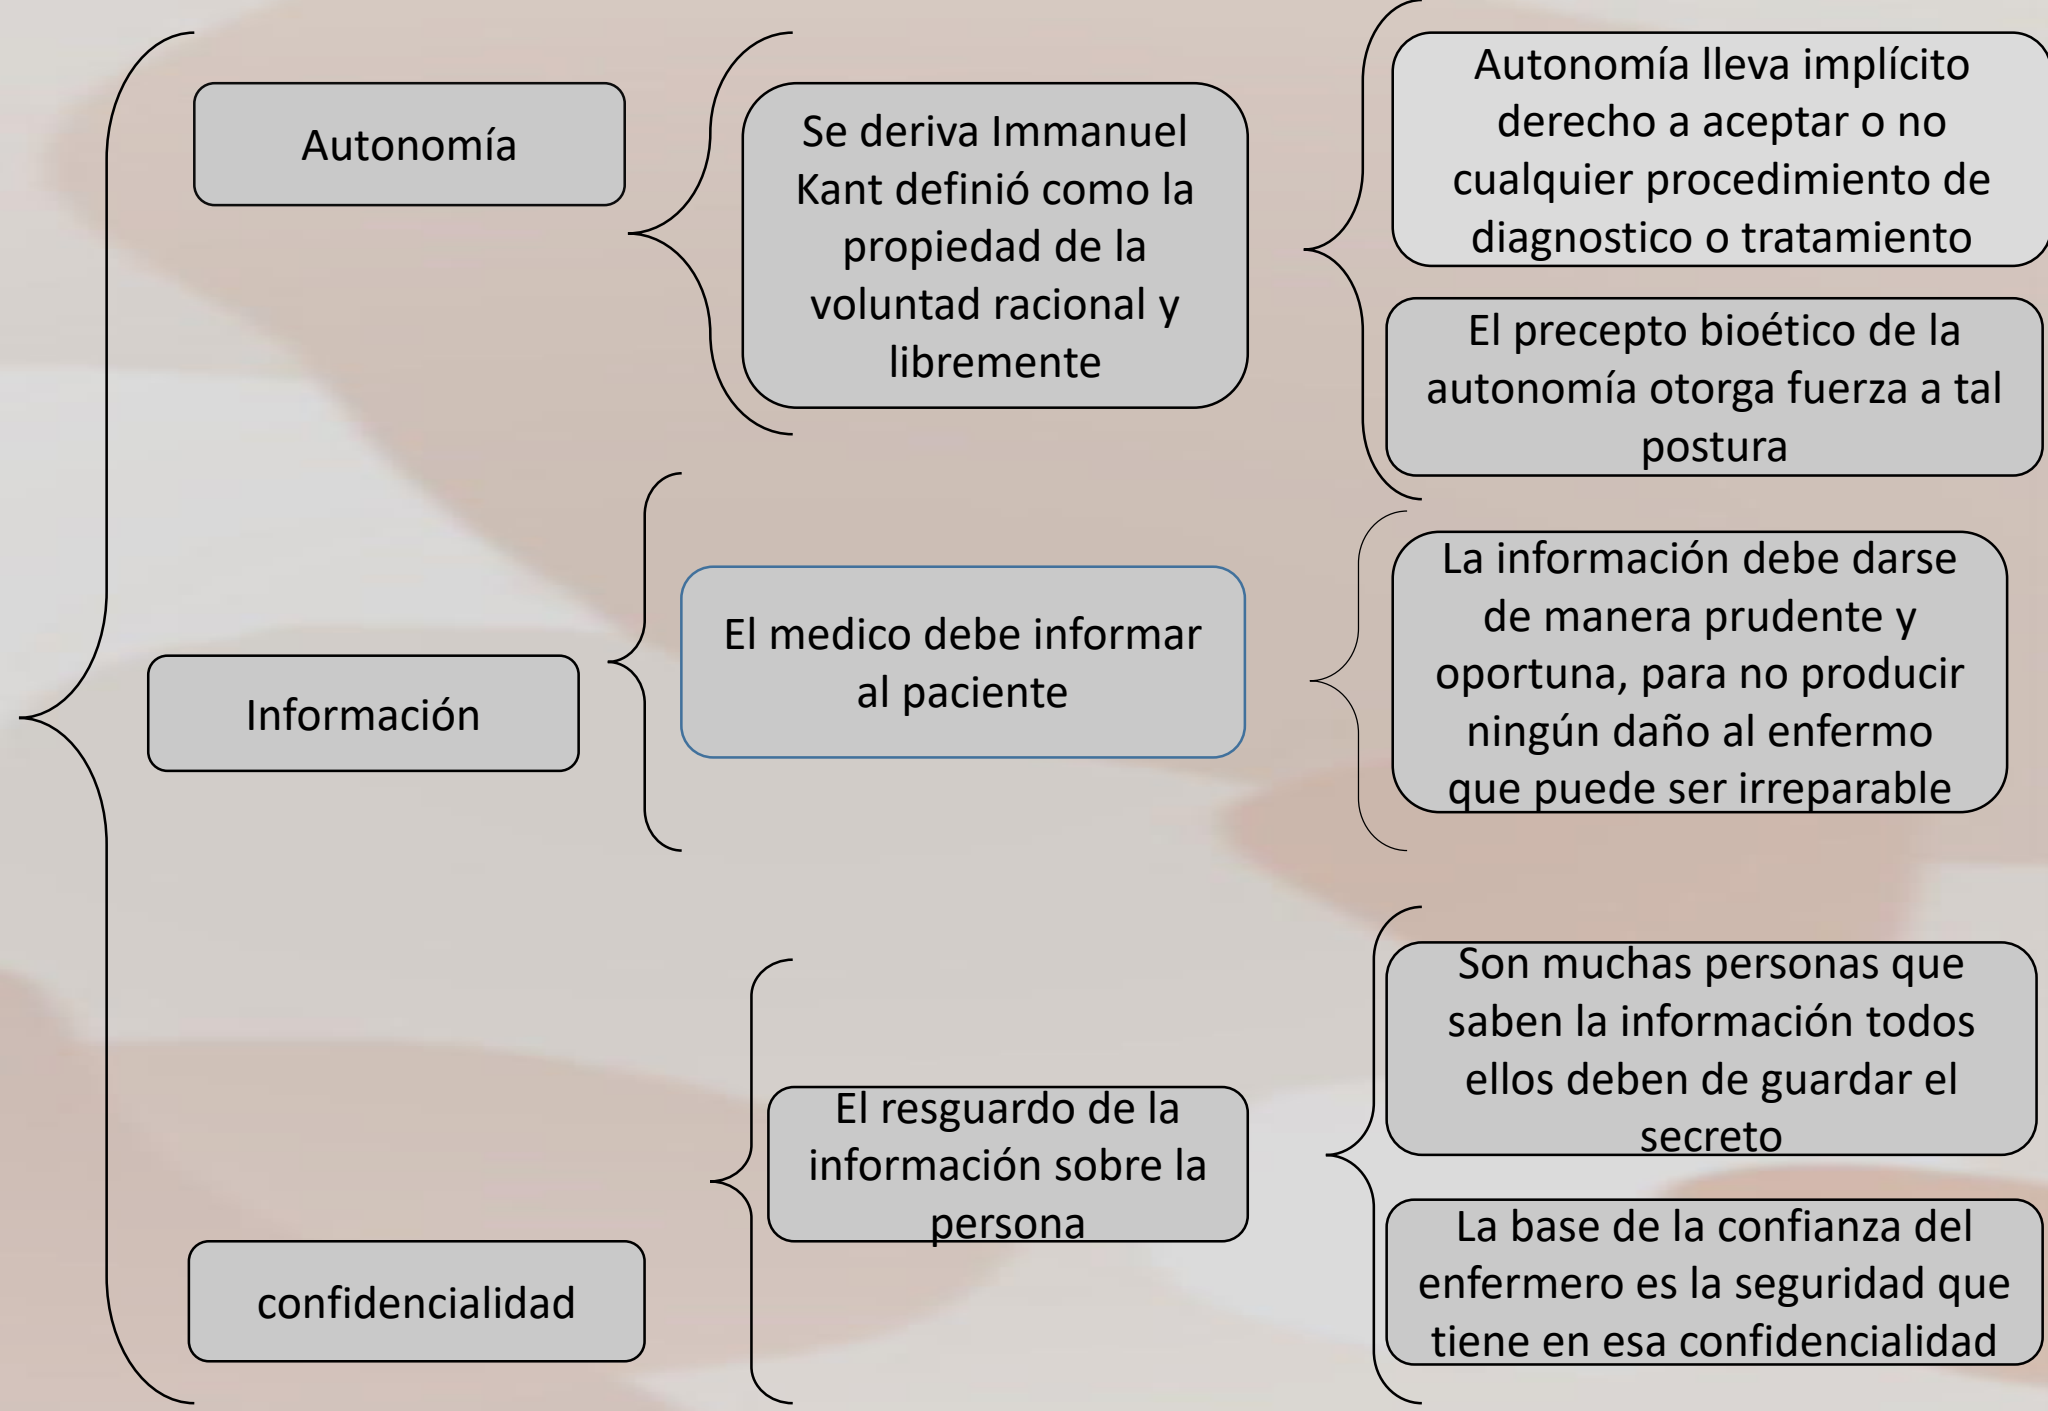 Autonomía
Se deriva Immanuel
Kant definió como la
propiedad de la
voluntad racional y
libremente
Autonomía lleva implícito
derecho a aceptar o no
cualquier procedimiento de
diagnostico o tratamiento
El precepto bioético de la
autonomía otorga fuerza a tal
postura
Información
El medico debe informar
al paciente
La información debe darse
de manera prudente y
oportuna, para no producir
ningún daño al enfermo
que puede ser irreparable
confidencialidad
El resguardo de la
información sobre la
persona
Son muchas personas que
saben la información todos
ellos deben de guardar el
secreto
La base de la confianza del
enfermero es la seguridad que
tiene en esa confidencialidad